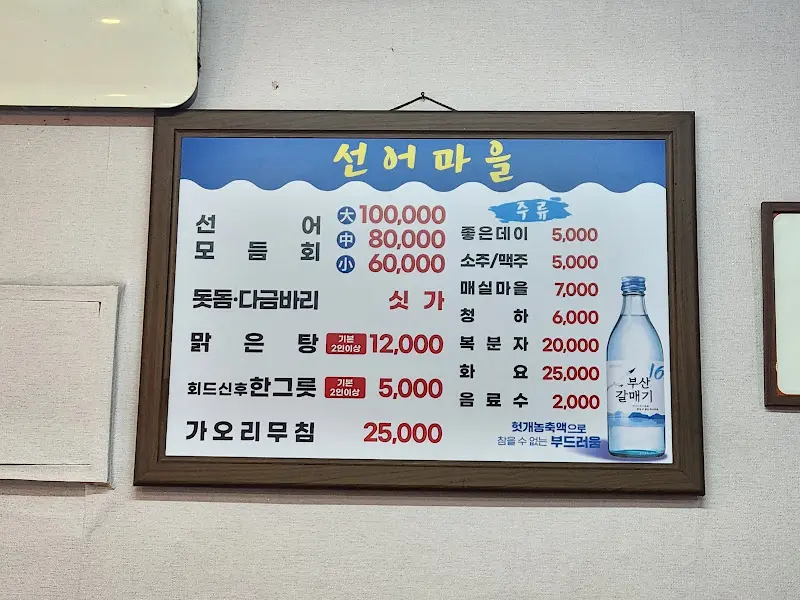 선어마을
선어
모듬회
大 100,000
中 80,000
小 60,000
돗돔·다금바리 싯가
맑은탕 기본 2인이상 12,000
회드신후한그릇 기본 2인이상 5,000
가오리무침 25,000
주류
좋은데이 5,000
소주/맥주 5,000
매실마을 7,000
청하 6,000
복분자 20,000
화요 25,000
음료수 2,000
헛개농축액으로
참을 수 없는 부드러움
16
부산
갈매기